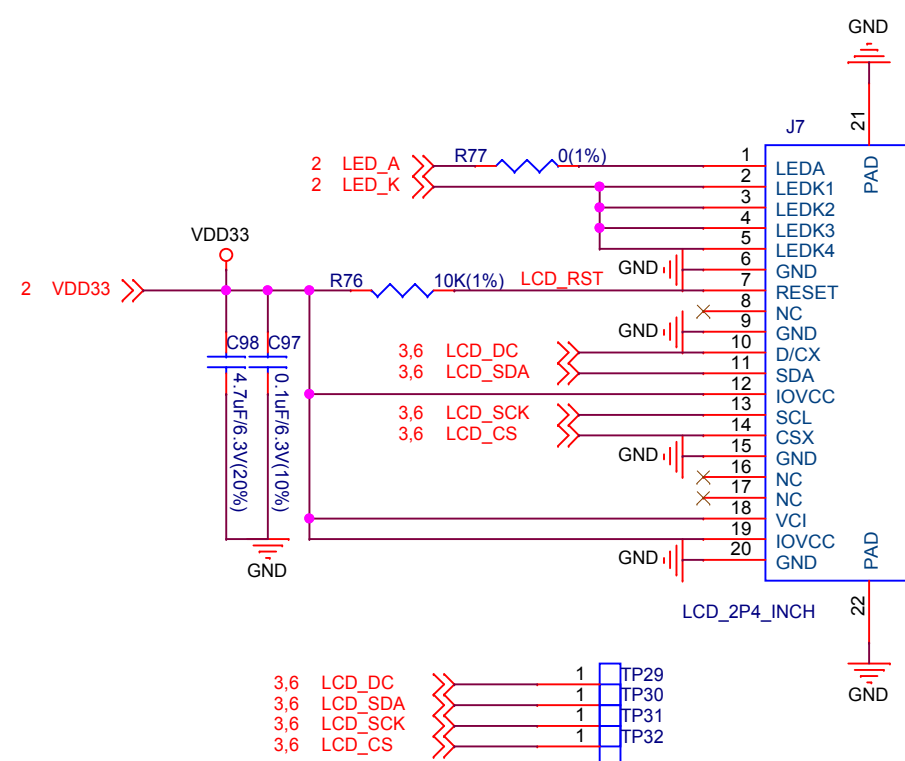 GND
21
J7
PAD
2 LED_A R77 0(1%) 1 LEDA
2 LED_K 2 LEDK1
3 LEDK2
4 LEDK3
5 LEDK4
GND 6 GND
VDD33
2 VDD33 R76 10K(1%) LCD_RST 7 RESET
8 NC
GND 9 GND
3,6 LCD_DC 10 D/CX
3,6 LCD_SDA 11 SDA
12 IOVCC
3,6 LCD_SCK 13 SCL
3,6 LCD_CS 14 CSX
GND 15 GND
16 NC
17 NC
18 VCI
19 IOVCC
GND 20 GND
C98 C97
4.7uF/6.3V(20%)
0.1uF/6.3V(10%)
GND
PAD
22
LCD_2P4_INCH
GND
3,6 LCD_DC 1 TP29
3,6 LCD_SDA 1 TP30
3,6 LCD_SCK 1 TP31
3,6 LCD_CS 1 TP32